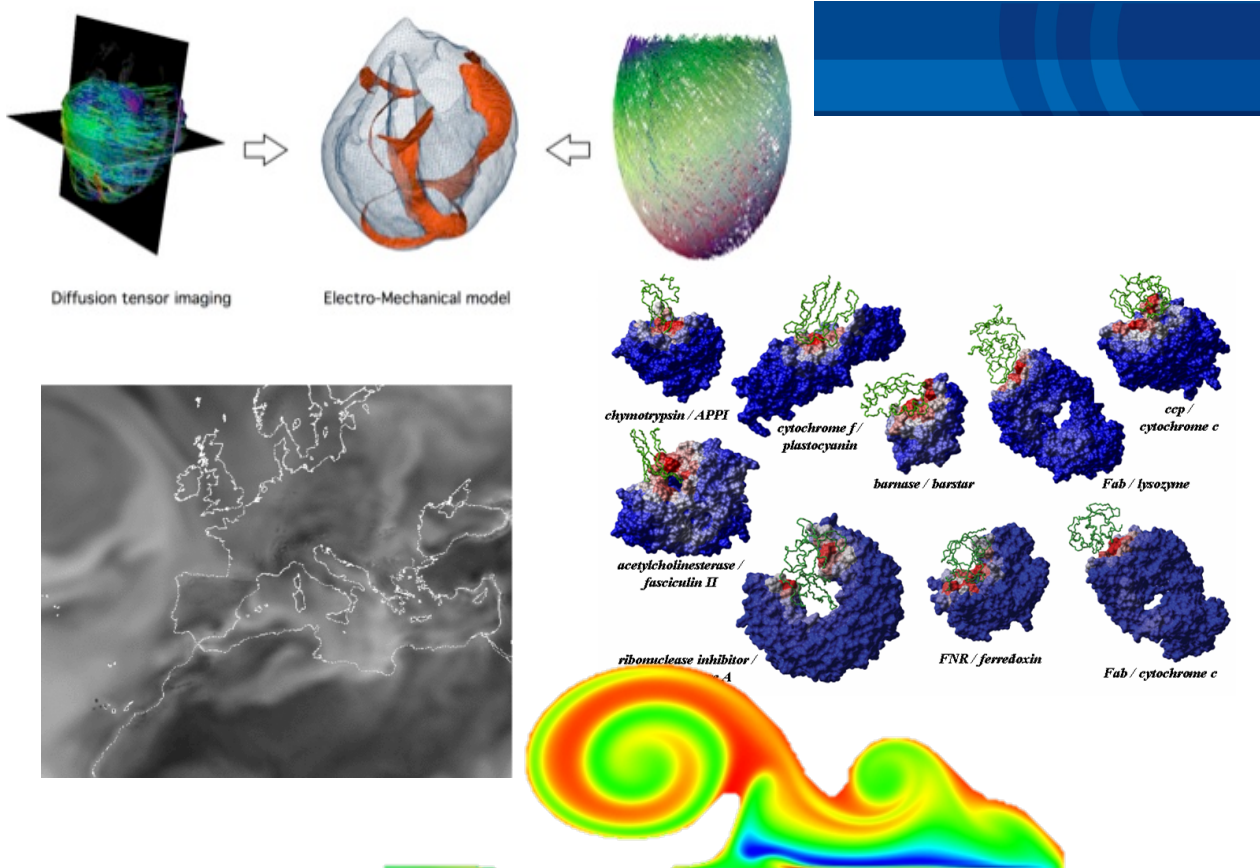 Diffusion tensor imaging
Electro-Mechanical model
chymotrypsin / APPI
cytochrome f /
plastocyanin
barnase / barstar
Fab / lysozyme
ccp /
cytochrome c
acetylcholinesterase /
fasciculin II
ribonuclease inhibitor /
A
FNR / ferredoxin
Fab / cytochrome c